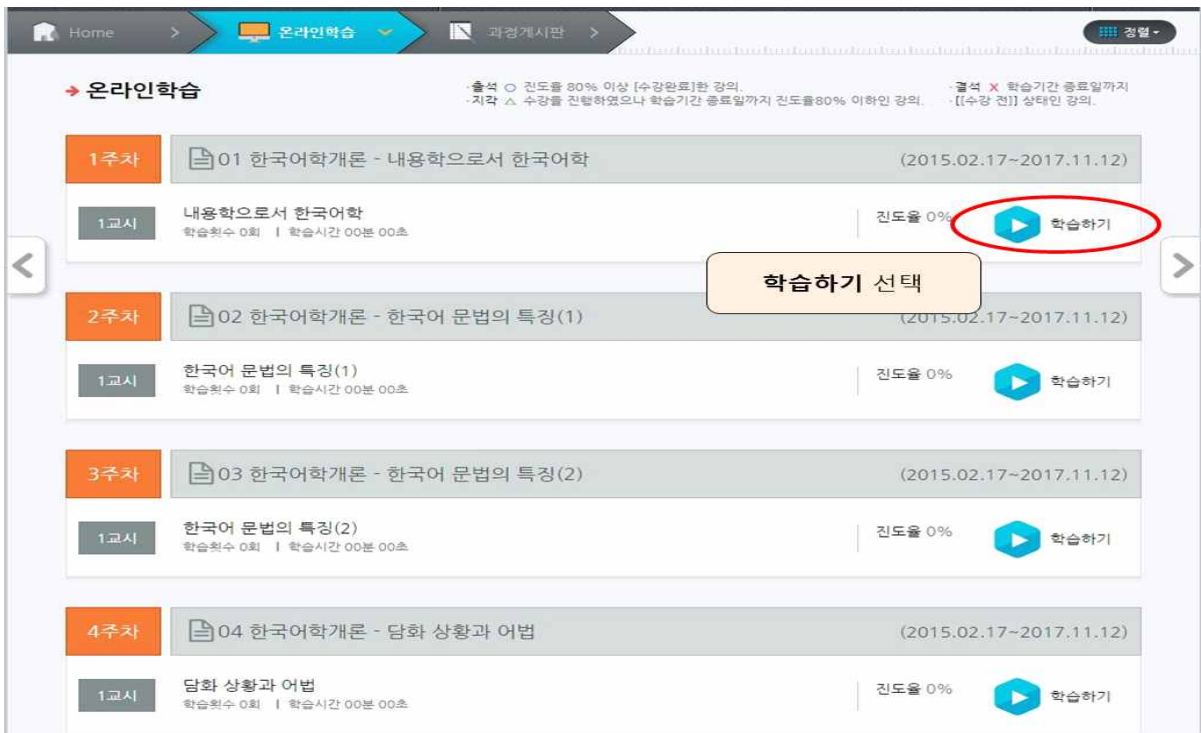 Home > 온라인학습 과정게시판 > 정렬
온라인학습
·출석 ○ 진도율 80% 이상 [수강완료]한 강의. ·결석 X 학습기간 종료일까지
·지각 △ 수강을 진행하였으나 학습기간 종료일까지 진도율80% 이하인 강의. ·[[수강 전]] 상태인 강의.
1주차 01 한국어학개론 - 내용학으로서 한국어학 (2015.02.17~2017.11.12)
1교시 내용학으로서 한국어학 진도율 0% 학습하기
학습횟수 0회 | 학습시간 00분 00초
학습하기 선택
2주차 02 한국어학개론 - 한국어 문법의 특징(1) (2015.02.17~2017.11.12)
1교시 한국어 문법의 특징(1) 진도율 0% 학습하기
학습횟수 0회 | 학습시간 00분 00초
3주차 03 한국어학개론 - 한국어 문법의 특징(2) (2015.02.17~2017.11.12)
1교시 한국어 문법의 특징(2) 진도율 0% 학습하기
학습횟수 0회 | 학습시간 00분 00초
4주차 04 한국어학개론 - 담화 상황과 어법 (2015.02.17~2017.11.12)
1교시 담화 상황과 어법 진도율 0% 학습하기
학습횟수 0회 | 학습시간 00분 00초